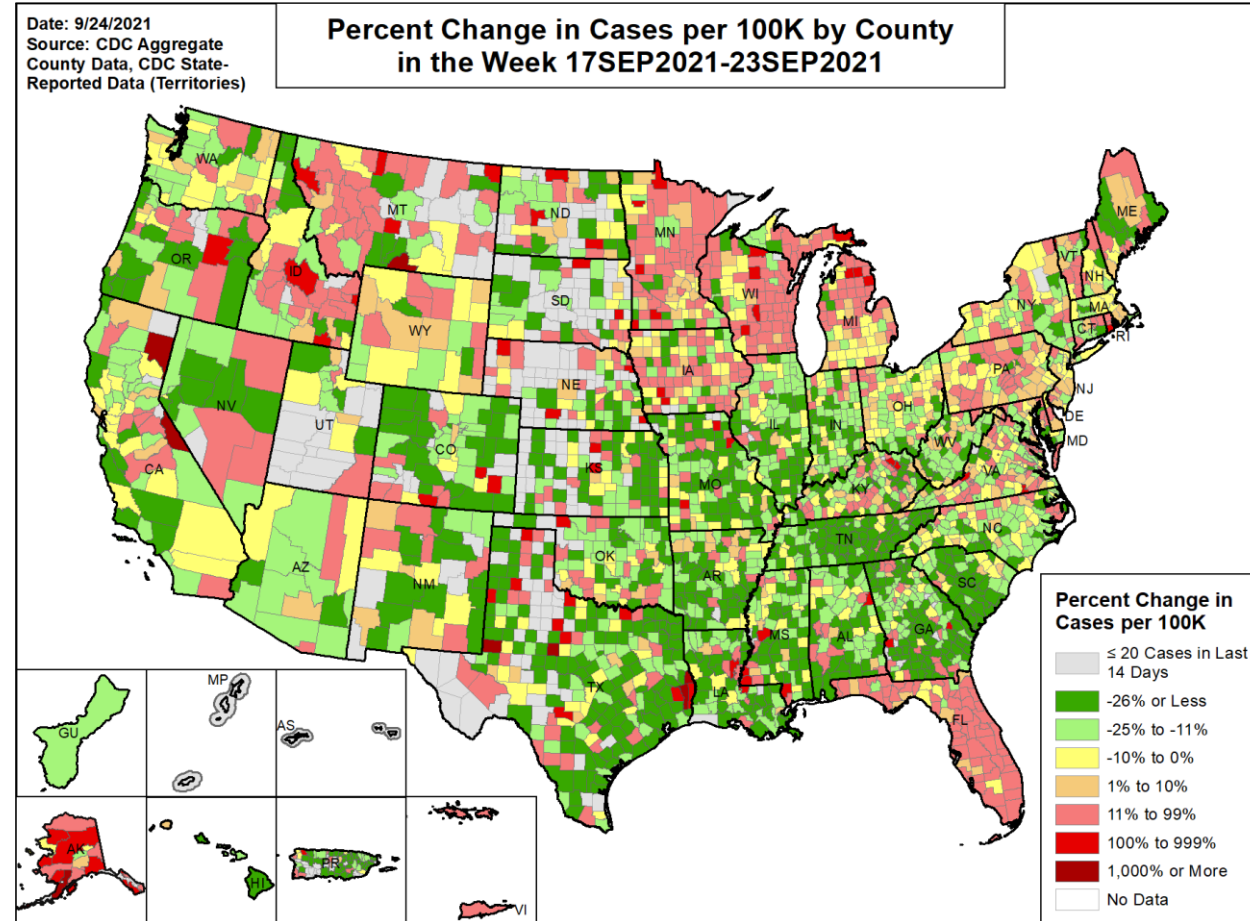 Date: 9/24/2021
Source: CDC Aggregate
County Data, CDC State-
Reported Data (Territories)
Percent Change in Cases per 100K by County
in the Week 17SEP2021-23SEP2021
WA
MT
ND
MN
ME
OR
ID
SD
WI
VT
NH
NY
MA
WY
MI
CT
RI
IA
PA
NJ
NE
NV
OH
DE
UT
IL
IN
MD
CO
WV
CA
KS
MO
VA
KY
NC
TN
OK
AZ
AR
NM
SC
MS
AL
GA
TX
LA
FL
MP
GU
AS
AK
HI
PR
VI
Percent Change in
Cases per 100K
≤ 20 Cases in Last
14 Days
-26% or Less
-25% to -11%
-10% to 0%
1% to 10%
11% to 99%
100% to 999%
1,000% or More
No Data